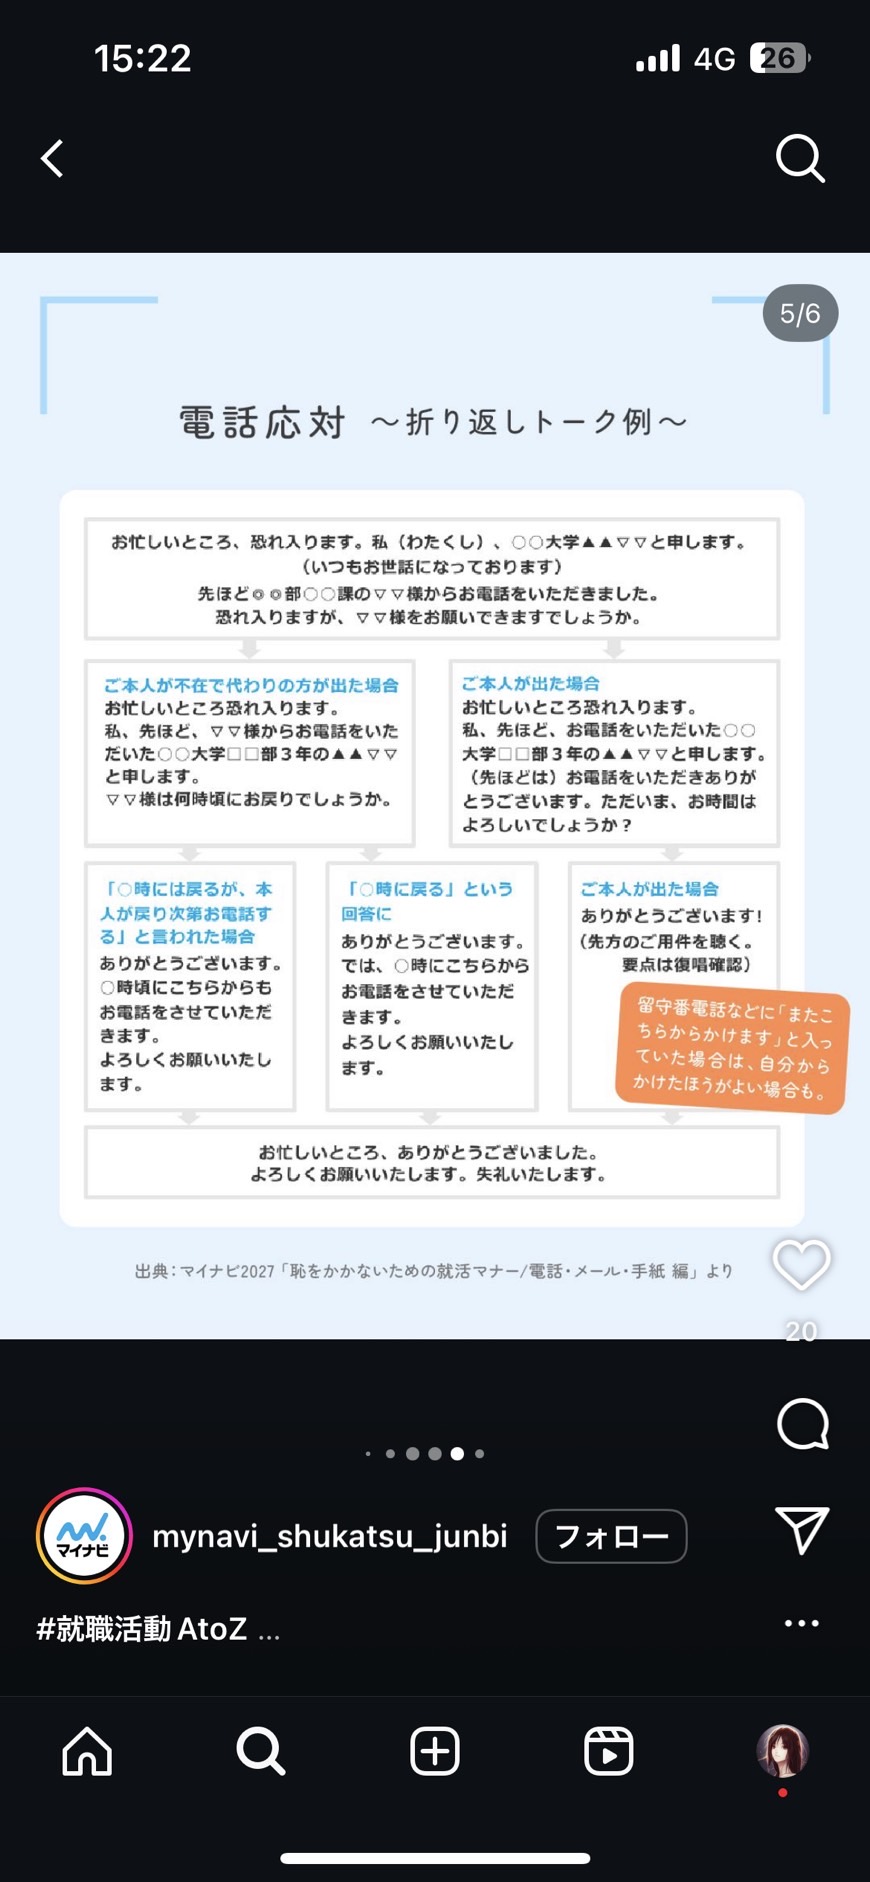 15:22
4G
26
5/6
電話応対 〜折り返しトーク例〜
お忙しいところ、恐れ入ります。私（わたくし）、○○大学▲▲▽▽と申します。
（いつもお世話になっております）
先ほど◎◎部○○課の▽▽様からお電話をいただきました。
恐れ入りますが、▽▽様をお願いできますでしょうか。
ご本人が不在で代わりの方が出た場合
お忙しいところ恐れ入ります。
私、先ほど、▽▽様からお電話をいた
だいた○○大学□□部３年の▲▲▽▽
と申します。
▽▽様は何時頃にお戻りでしょうか。
ご本人が出た場合
お忙しいところ恐れ入ります。
私、先ほど、お電話をいただいた○○
大学□□部３年の▲▲▽▽と申します。
（先ほどは）お電話をいただきありが
とうございます。ただいま、お時間は
よろしいでしょうか？
「○時には戻るが、本
人が戻り次第お電話す
る」と言われた場合
ありがとうございます。
○時頃にこちらからも
お電話をさせていただ
きます。
よろしくお願いいたし
ます。
「○時に戻る」という
回答に
ありがとうございます。
では、○時にこちらから
お電話をさせていただ
きます。
よろしくお願いいたし
ます。
ご本人が出た場合
ありがとうございます！
（先方のご用件を聴く。
要点は復唱確認）
留守番電話などに「またこ
ちらからかけます」と入っ
ていた場合は、自分から
かけたほうがよい場合も。
お忙しいところ、ありがとうございました。
よろしくお願いいたします。失礼いたします。
出典：マイナビ2027「恥をかかないための就活マナー/電話・メール・手紙 編」より
20
マイナビ
mynavi_shukatsu_junbi
フォロー
#就職活動AtoZ ...